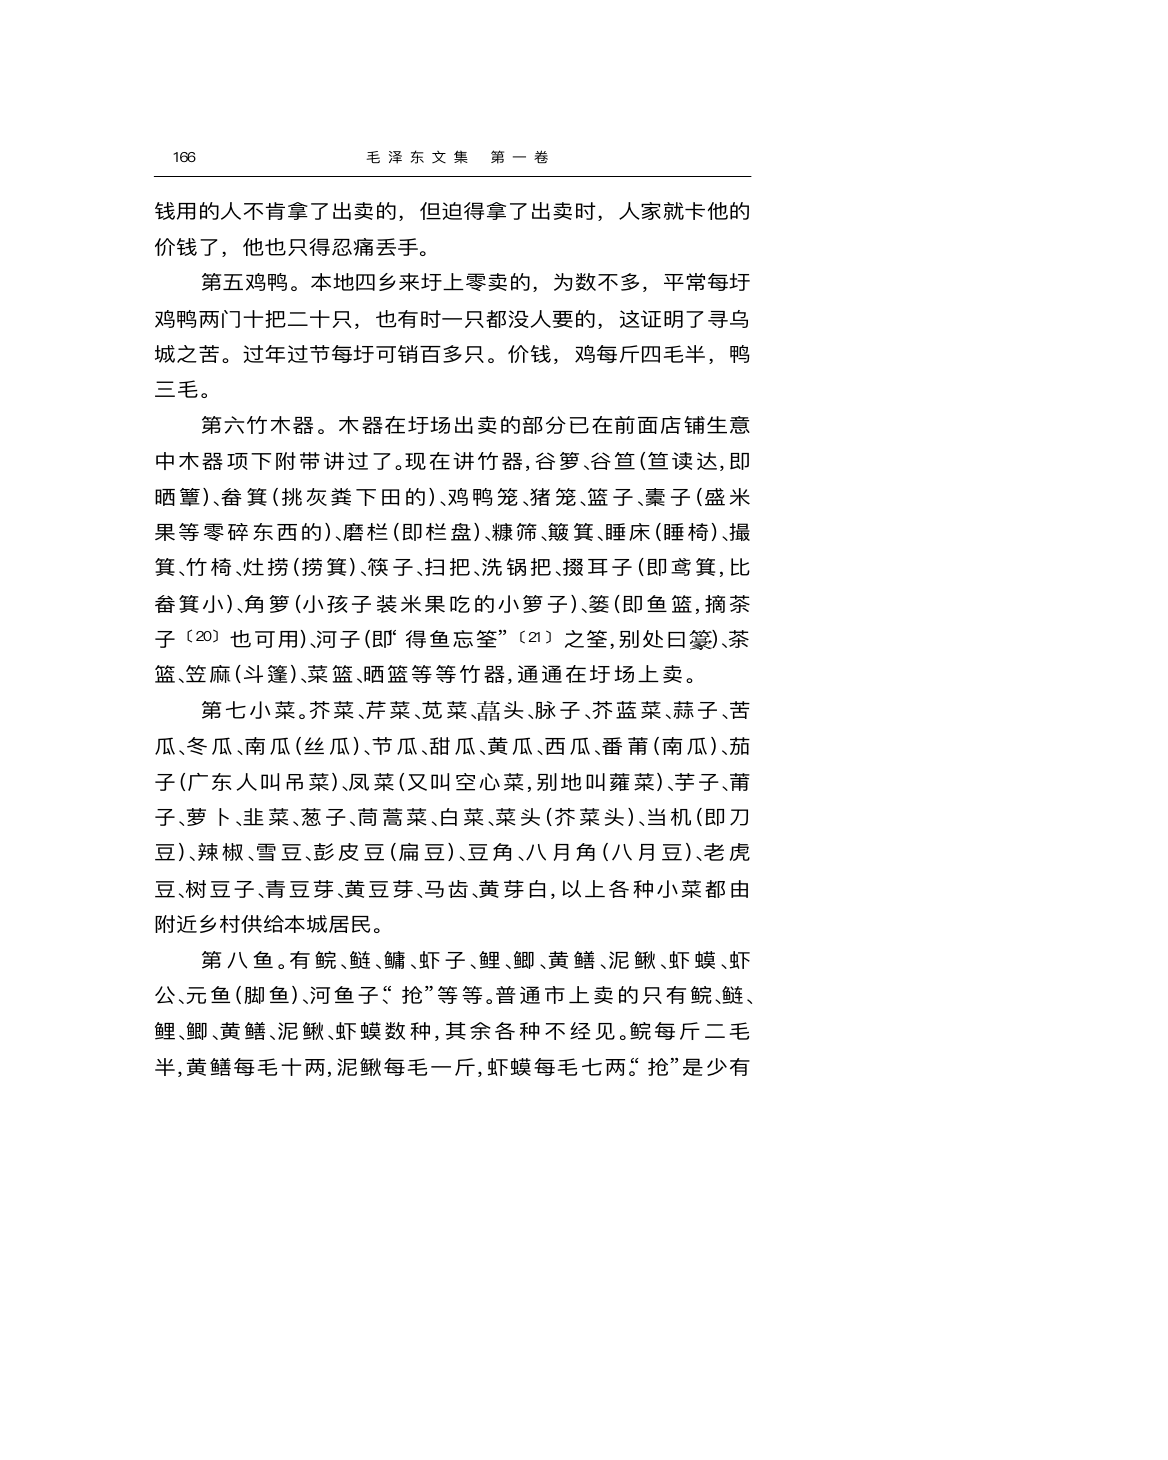 166 毛泽东文集 第一卷
钱用的人不肯拿了出卖的，但迫得拿了出卖时，人家就卡他的
价钱了，他也只得忍痛丢手。
第五鸡鸭。本地四乡来圩上零卖的，为数不多，平常每圩
鸡鸭两门十把二十只，也有时一只都没人要的，这证明了寻乌
城之苦。过年过节每圩可销百多只。价钱，鸡每斤四毛半，鸭
三毛。
第六竹木器。木器在圩场出卖的部分已在前面店铺生意
中木器项下附带讲过了。现在讲竹器,谷箩、谷笪(笪读达,即
晒簟)、畚箕(挑灰粪下田的)、鸡鸭笼、猪笼、篮子、橐子(盛米
果等零碎东西的)、磨栏(即栏盘)、糠筛、簸箕、睡床(睡椅)、撮
箕、竹椅、灶捞(捞箕)、筷子、扫把、洗锅把、掇耳子(即鸢箕,比
畚箕小)、角箩(小孩子装米果吃的小箩子)、篓(即鱼篮,摘茶
子〔20〕也可用)、河子(即“得鱼忘筌”〔21〕之筌,别处曰篆)、茶
篮、笠麻(斗篷)、菜篮、晒篮等等竹器,通通在圩场上卖。
第七小菜。芥菜、芹菜、苋菜、藠头、脉子、芥蓝菜、蒜子、苦
瓜、冬瓜、南瓜(丝瓜)、节瓜、甜瓜、黄瓜、西瓜、番莆(南瓜)、茄
子(广东人叫吊菜)、凤菜(又叫空心菜,别地叫蕹菜)、芋子、莆
子、萝卜、韭菜、葱子、茼蒿菜、白菜、菜头(芥菜头)、当机(即刀
豆)、辣椒、雪豆、彭皮豆(扁豆)、豆角、八月角(八月豆)、老虎
豆、树豆子、青豆芽、黄豆芽、马齿、黄芽白,以上各种小菜都由
附近乡村供给本城居民。
第八鱼。有鲩、鲢、鳙、虾子、鲤、鲫、黄鳝、泥鳅、虾蟆、虾
公、元鱼(脚鱼)、河鱼子、“抢”等等。普通市上卖的只有鲩、鲢、
鲤、鲫、黄鳝、泥鳅、虾蟆数种,其余各种不经见。鲩每斤二毛
半,黄鳝每毛十两,泥鳅每毛一斤,虾蟆每毛七两。“抢”是少有